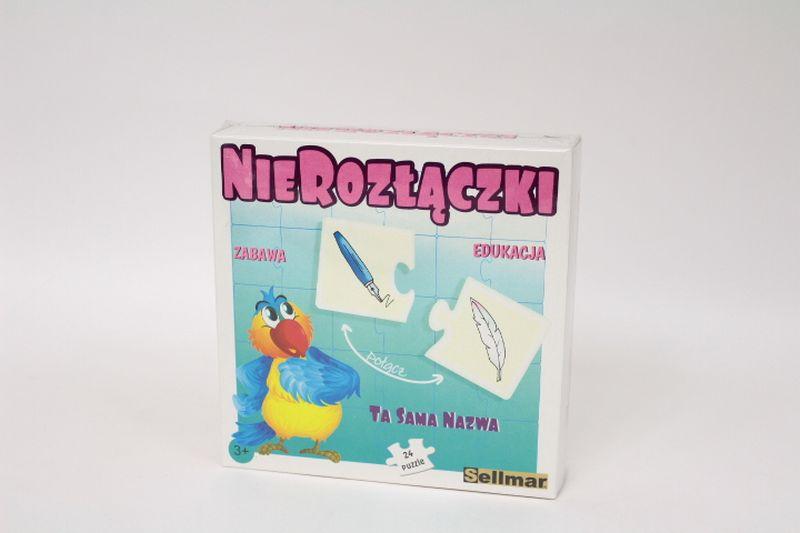 NIEROZŁĄCZKI
ZABAWA
EDUKACJA
połącz
TA SAMA NAZWA
3+
24
puzzle
Sellmar